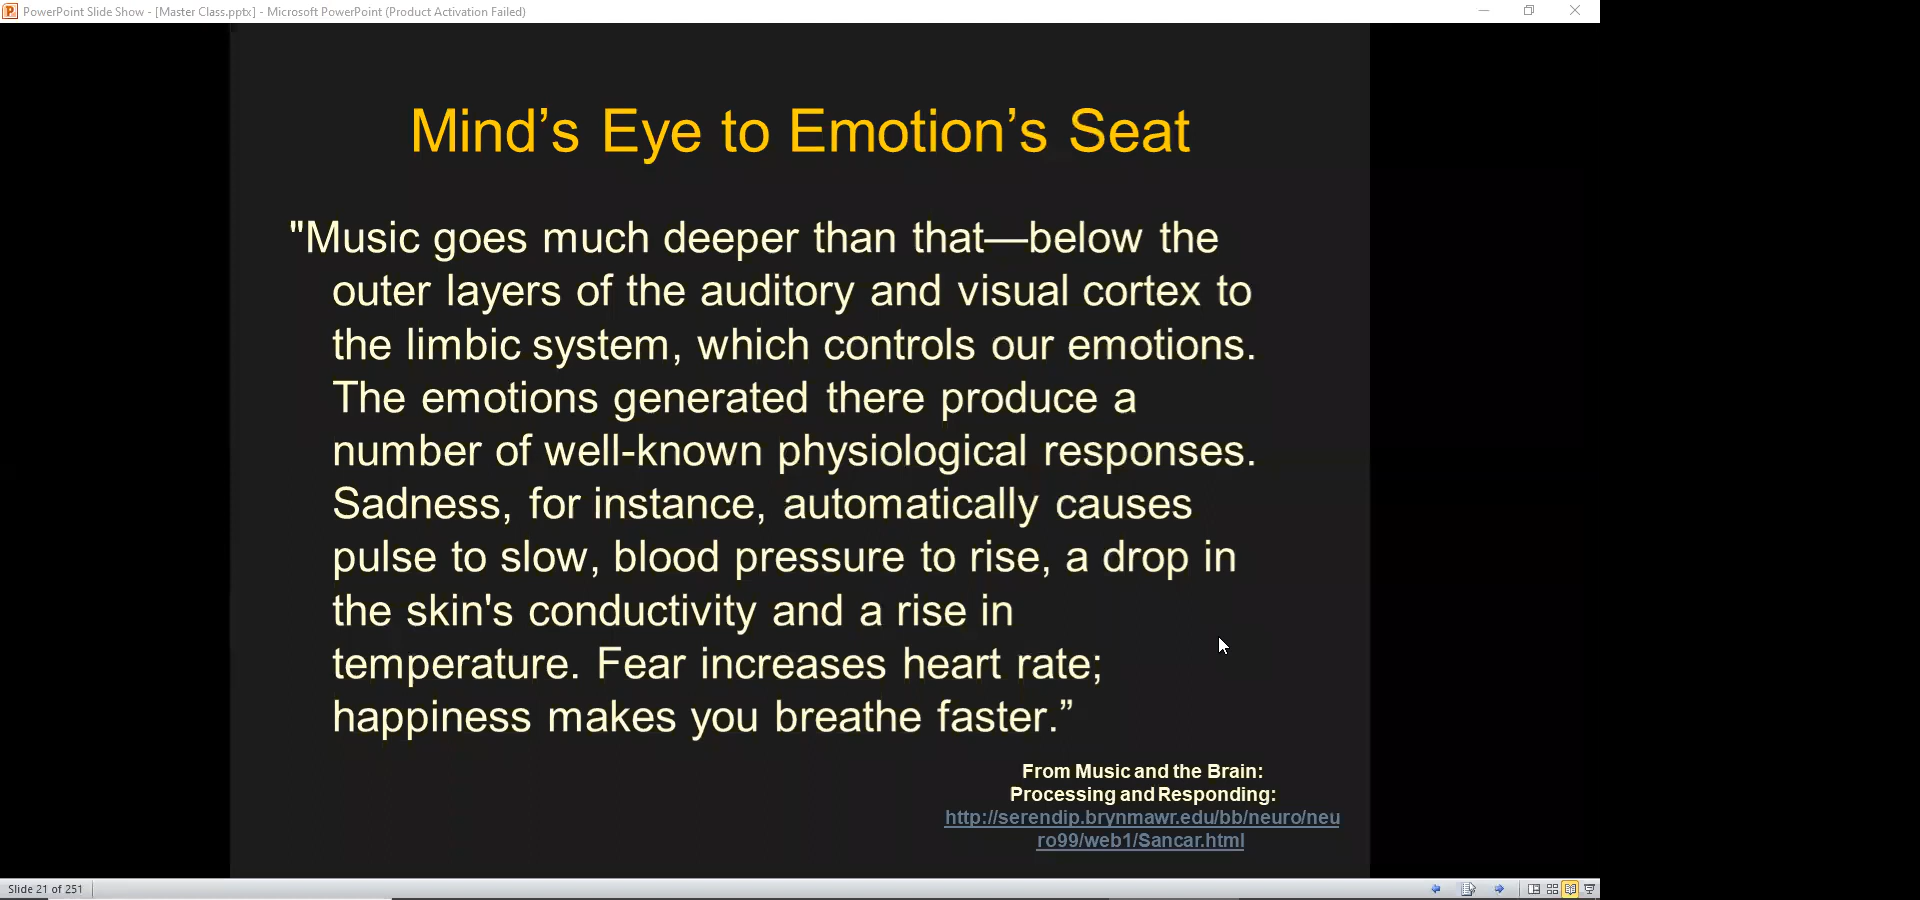 PowerPoint Slide Show - [Master Class.pptx] - Microsoft PowerPoint (Product Activation Failed)
Mind’s Eye to Emotion’s Seat
"Music goes much deeper than that—below the
outer layers of the auditory and visual cortex to
the limbic system, which controls our emotions.
The emotions generated there produce a
number of well-known physiological responses.
Sadness, for instance, automatically causes
pulse to slow, blood pressure to rise, a drop in
the skin's conductivity and a rise in
temperature. Fear increases heart rate;
happiness makes you breathe faster.”
From Music and the Brain:
Processing and Responding:
http://serendip.brynmawr.edu/bb/neuro/neu
ro99/web1/Sancar.html
Slide 21 of 251